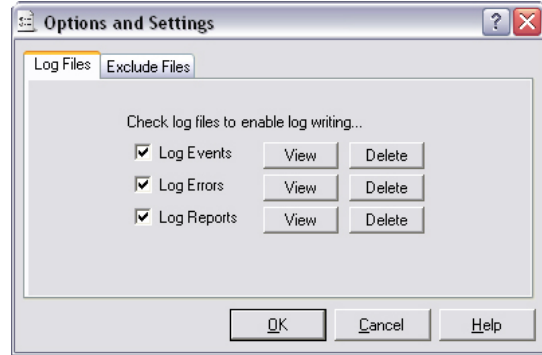 Options and Settings
Log Files Exclude Files
Check log files to enable log writing...
Log Events View Delete
Log Errors View Delete
Log Reports View Delete
OK Cancel Help